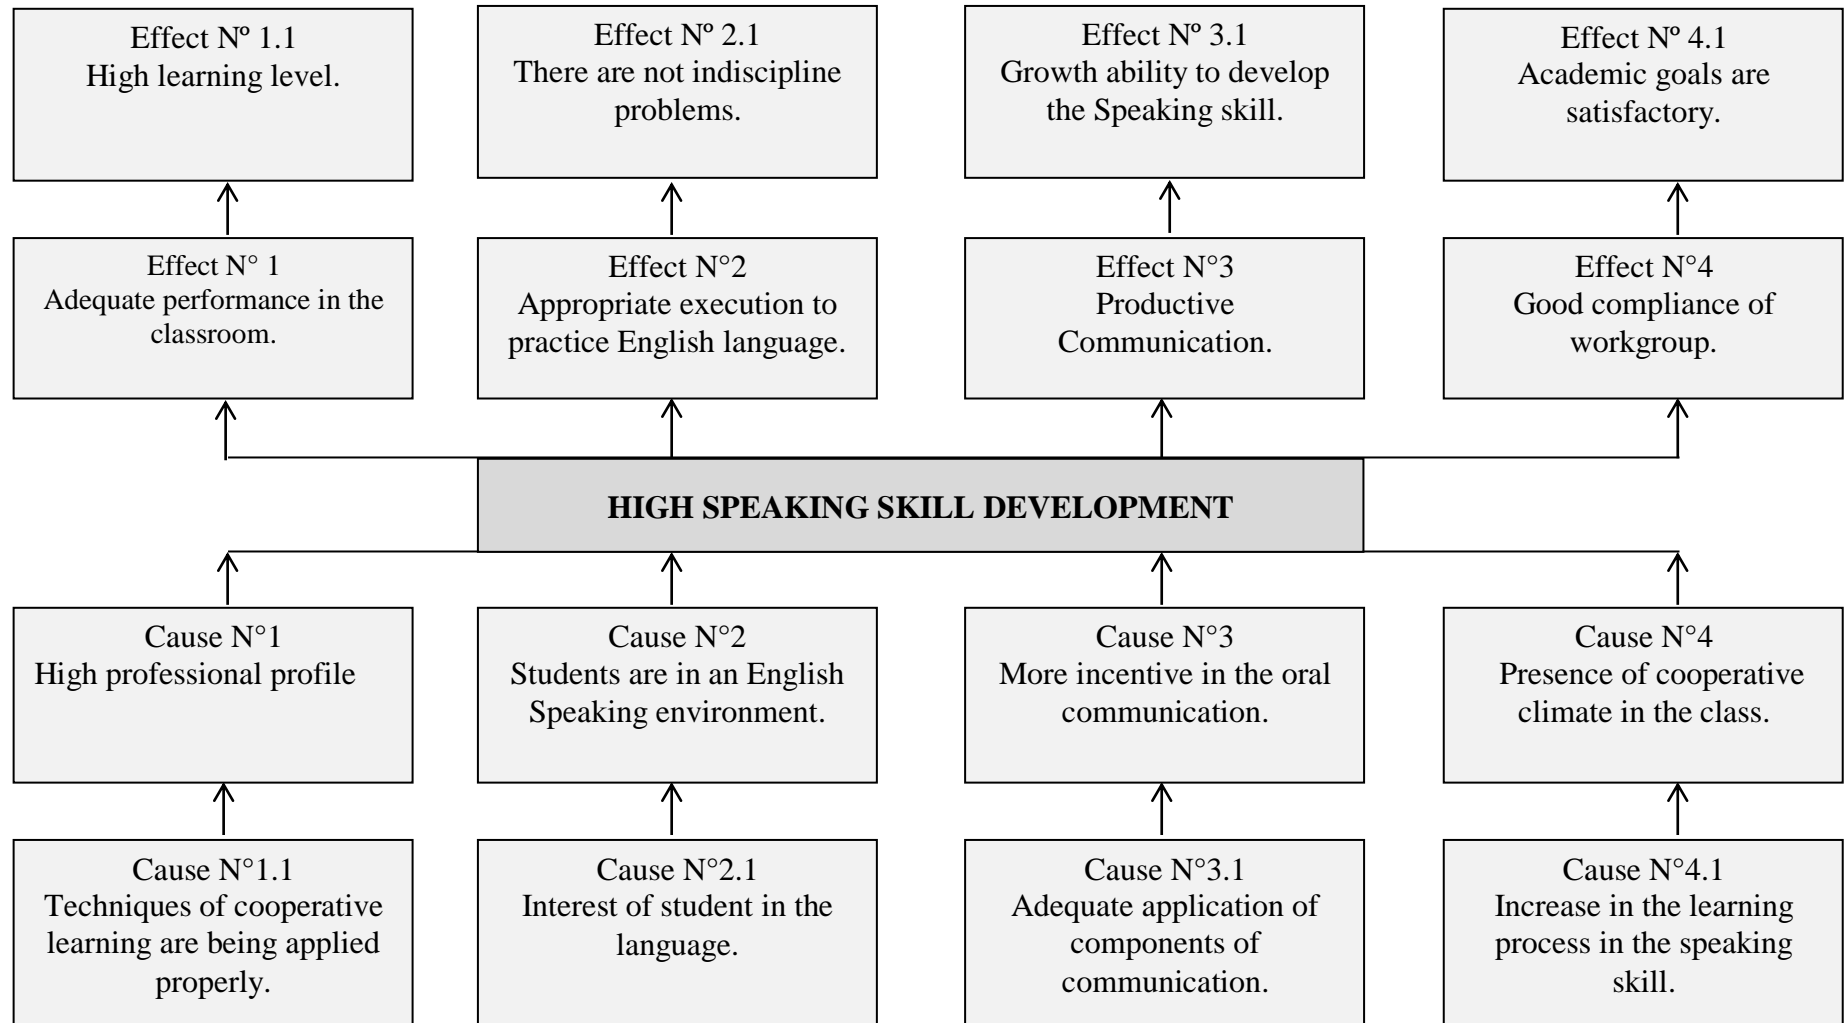 Effect Nº 1.1
High learning level.
Effect Nº 2.1
There are not indiscipline
problems.
Effect Nº 3.1
Growth ability to develop
the Speaking skill.
Effect Nº 4.1
Academic goals are
satisfactory.
Effect N° 1
Adequate performance in the
classroom.
Effect N°2
Appropriate execution to
practice English language.
Effect N°3
Productive
Communication.
Effect N°4
Good compliance of
workgroup.
HIGH SPEAKING SKILL DEVELOPMENT
Cause N°1
High professional profile
Cause N°2
Students are in an English
Speaking environment.
Cause N°3
More incentive in the oral
communication.
Cause N°4
Presence of cooperative
climate in the class.
Cause N°1.1
Techniques of cooperative
learning are being applied
properly.
Cause N°2.1
Interest of student in the
language.
Cause N°3.1
Adequate application of
components of
communication.
Cause N°4.1
Increase in the learning
process in the speaking
skill.